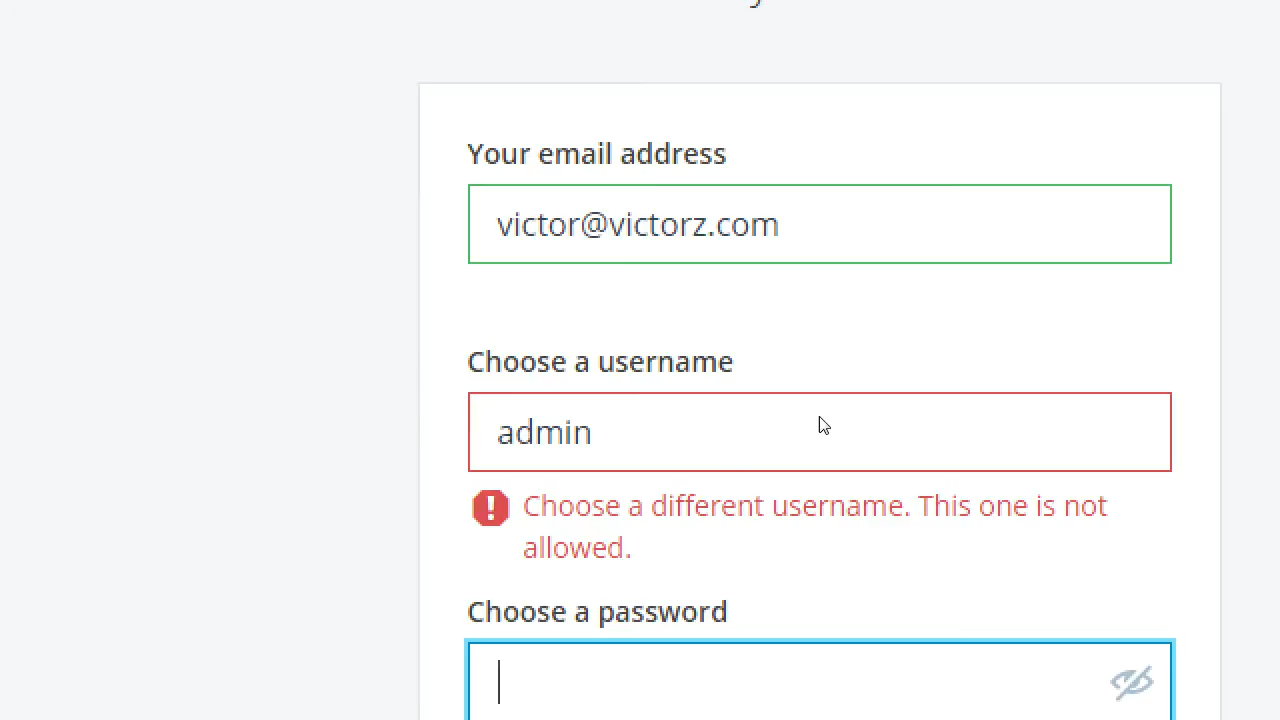 Your email address
victor@victorz.com
Choose a username
admin
Choose a different username. This one is not
allowed.
Choose a password